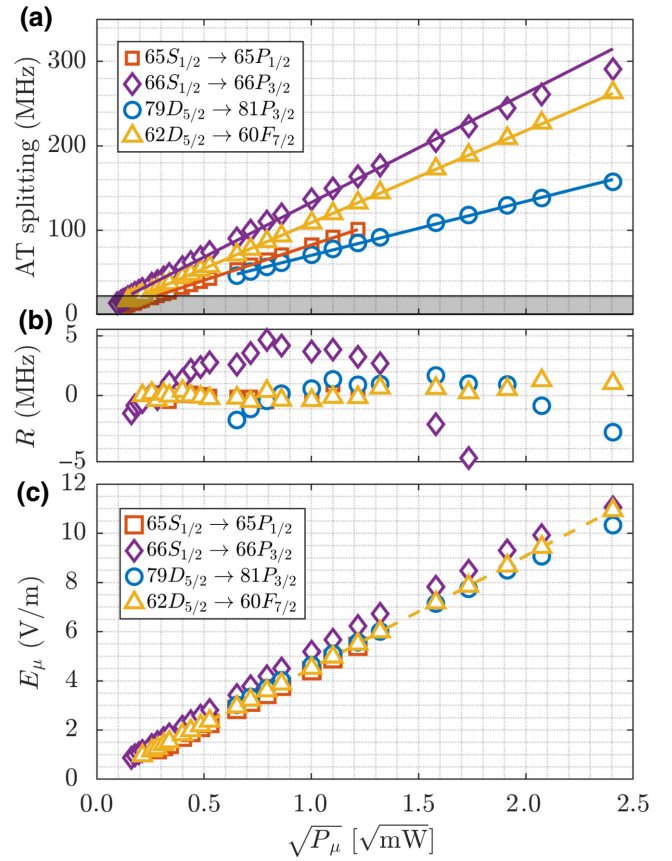 (a)
AT splitting (MHz)
300
200
100
0
65S₁/₂ → 65P₁/₂
66S₁/₂ → 66P₃/₂
79D₅/₂ → 81P₃/₂
62D₅/₂ → 60F₇/₂
(b)
R (MHz)
5
0
-5
(c)
E_μ (V/m)
12
10
8
6
4
2
0
65S₁/₂ → 65P₁/₂
66S₁/₂ → 66P₃/₂
79D₅/₂ → 81P₃/₂
62D₅/₂ → 60F₇/₂
0.0 0.5 1.0 1.5 2.0 2.5
√P_μ [√mW]